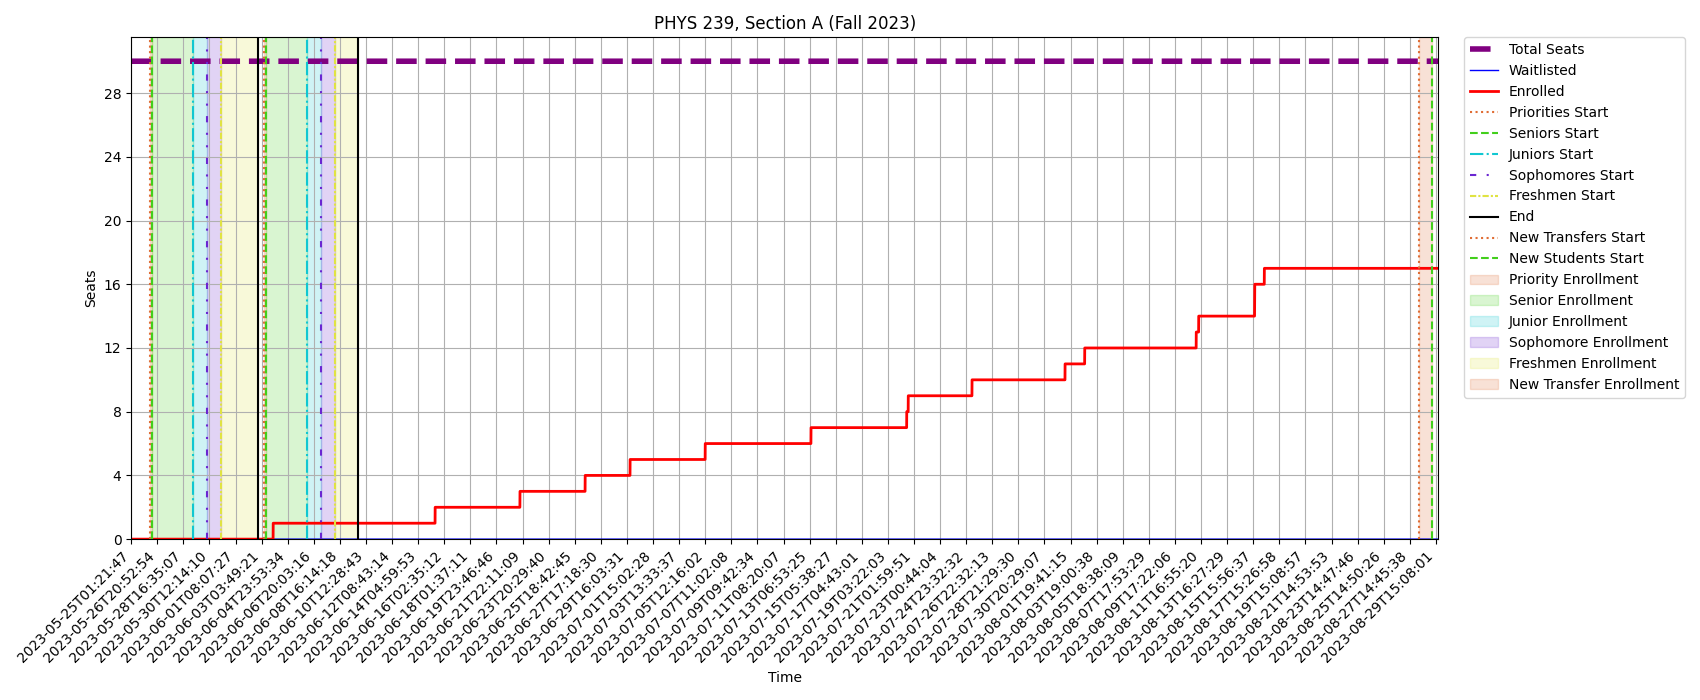 PHYS 239, Section A (Fall 2023)
Seats
28
24
20
16
12
8
4
0
2023-05-25T01:21:47
2023-05-26T20:52:54
2023-05-28T16:35:07
2023-05-30T12:14:10
2023-06-01T08:07:27
2023-06-03T03:49:21
2023-06-04T23:53:34
2023-06-06T20:03:16
2023-06-08T16:14:18
2023-06-10T12:28:43
2023-06-12T08:43:14
2023-06-14T04:59:53
2023-06-16T02:35:12
2023-06-18T01:37:11
2023-06-19T23:46:46
2023-06-21T22:11:09
2023-06-23T20:29:40
2023-06-25T18:42:45
2023-06-27T17:18:30
2023-06-29T16:03:31
2023-07-01T15:02:28
2023-07-03T13:33:37
2023-07-05T12:16:02
2023-07-07T11:02:08
2023-07-09T09:42:34
2023-07-11T08:20:07
2023-07-13T06:53:25
2023-07-15T05:38:27
2023-07-17T04:43:01
2023-07-19T03:22:03
2023-07-21T01:59:51
2023-07-23T00:44:04
2023-07-24T23:32:32
2023-07-26T22:32:13
2023-07-28T21:29:30
2023-07-30T20:29:07
2023-08-01T19:41:15
2023-08-03T19:00:38
2023-08-05T18:38:09
2023-08-07T17:53:29
2023-08-09T17:22:06
2023-08-11T16:55:20
2023-08-13T16:27:29
2023-08-15T15:56:37
2023-08-17T15:26:58
2023-08-19T15:08:57
2023-08-21T14:53:53
2023-08-23T14:47:46
2023-08-25T14:50:26
2023-08-27T14:45:38
2023-08-29T15:08:01
Time
Total Seats
Waitlisted
Enrolled
Priorities Start
Seniors Start
Juniors Start
Sophomores Start
Freshmen Start
End
New Transfers Start
New Students Start
Priority Enrollment
Senior Enrollment
Junior Enrollment
Sophomore Enrollment
Freshmen Enrollment
New Transfer Enrollment